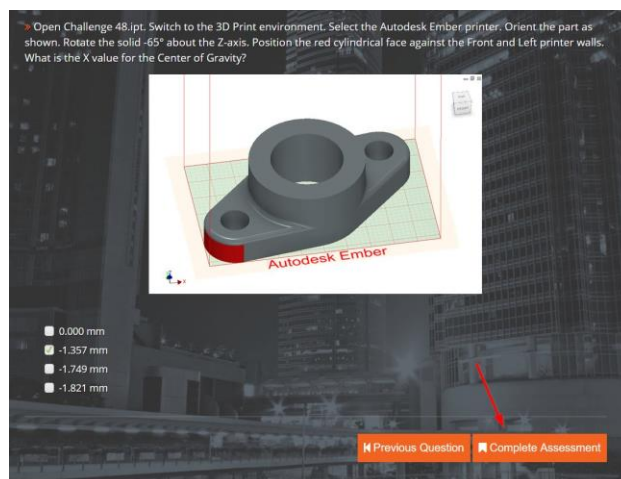 » Open Challenge 48.ipt. Switch to the 3D Print environment. Select the Autodesk Ember printer. Orient the part as
shown. Rotate the solid -65° about the Z-axis. Position the red cylindrical face against the Front and Left printer walls.
What is the X value for the Center of Gravity?
Autodesk Ember
X
0.000 mm
-1.357 mm
-1.749 mm
-1.821 mm
Previous Question
Complete Assessment